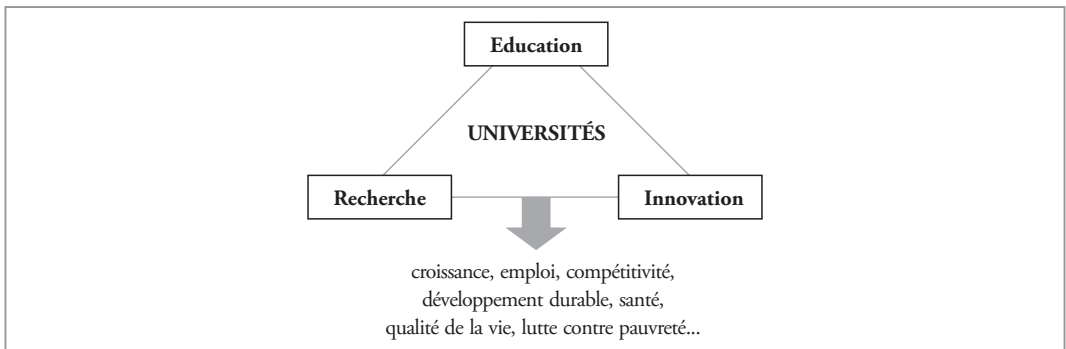 Education
UNIVERSITÉS
Recherche
Innovation
croissance, emploi, compétitivité,
développement durable, santé,
qualité de la vie, lutte contre pauvreté...